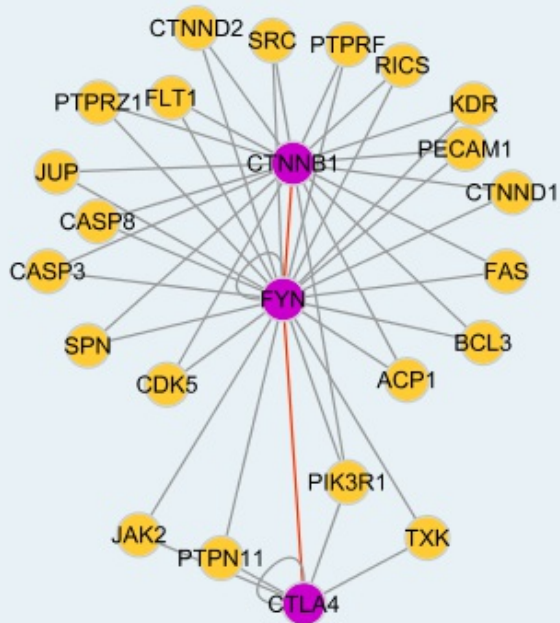 CTNND2
SRC
PTPRF
RICS
PTPRZ1
FLT1
KDR
PECAM1
CTNNB1
JUP
CTNND1
CASP8
CASP3
FAS
FYN
SPN
BCL3
CDK5
ACP1
PIK3R1
JAK2
PTPN11
TXK
CTLA4